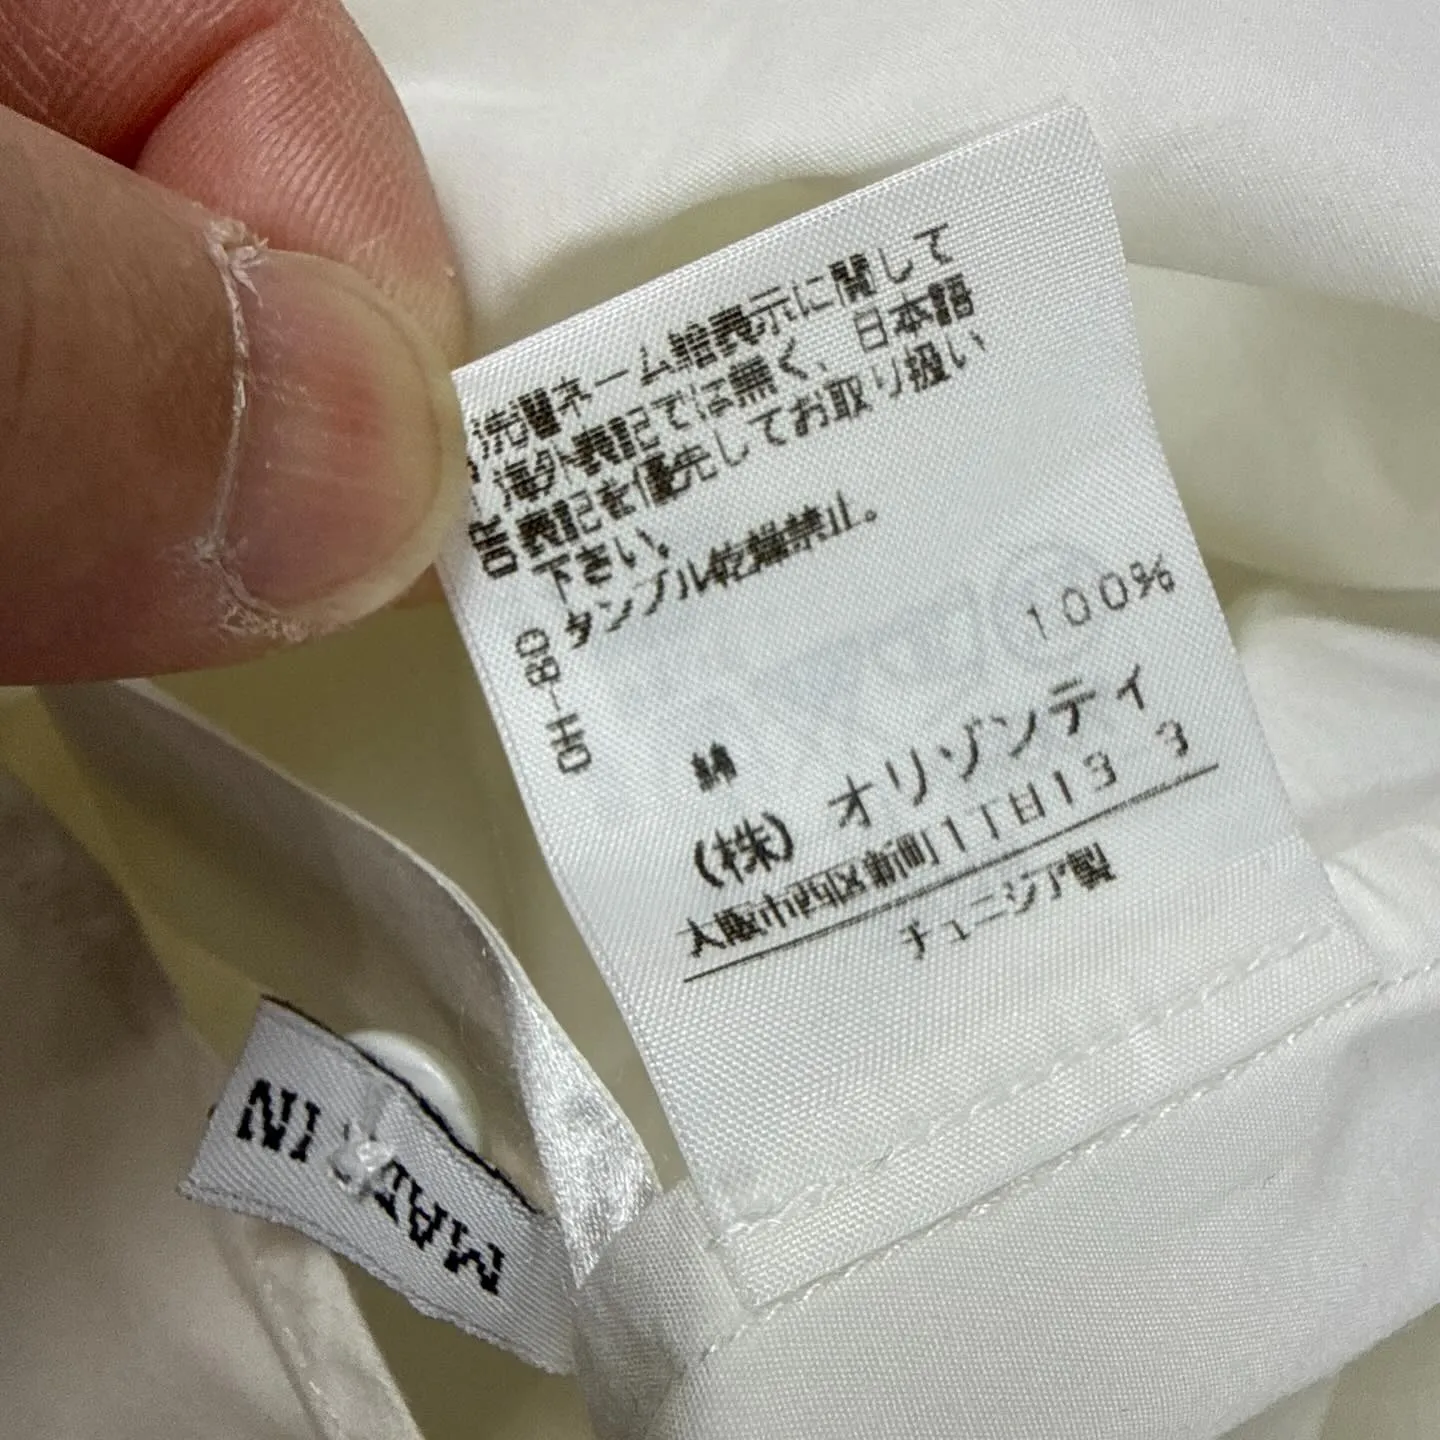 洗濯ネーム絵表示に関して
海外表記では無く、日本語
表記を優先してお取り扱い
下さい。
タンブル乾燥禁止。
OH-BO
綿 100%
(株) オリゾンティ
大阪市西区新町1丁目13 3
チュニジア製
MARTIN